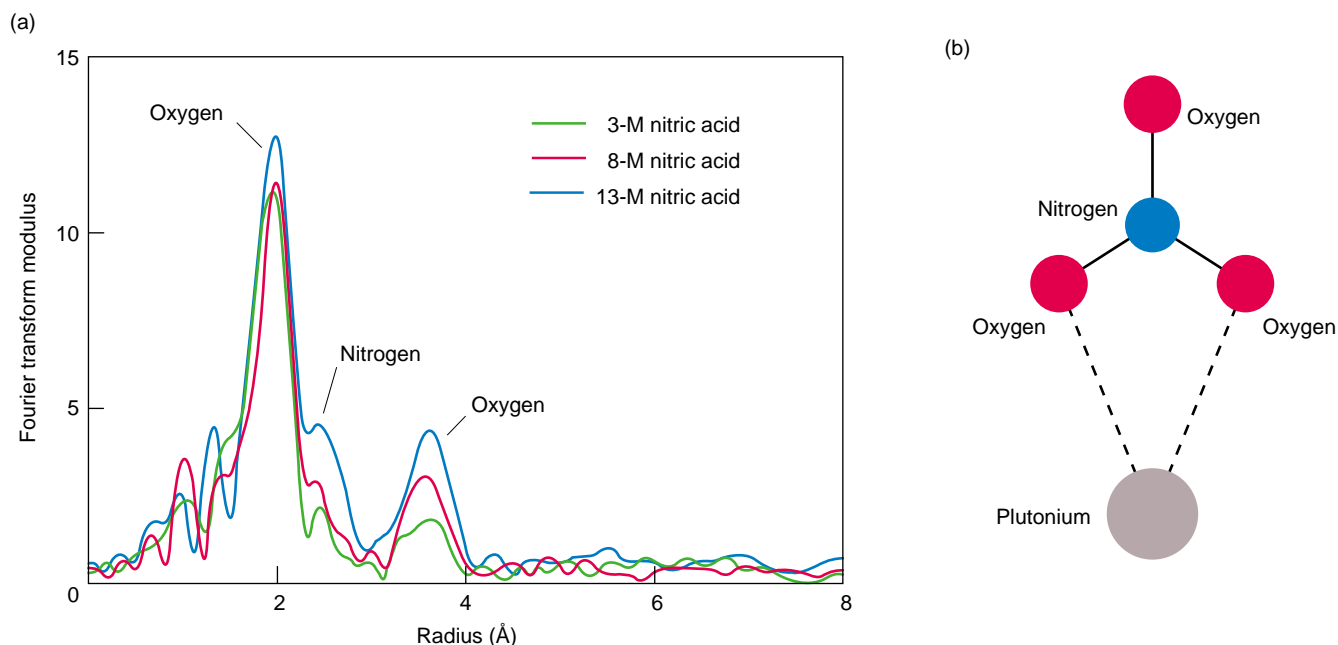 (a)
15
10
5
0
2
4
6
8
Fourier transform modulus
Radius (Å)
Oxygen
Nitrogen
Oxygen
3-M nitric acid
8-M nitric acid
13-M nitric acid
(b)
Oxygen
Nitrogen
Oxygen
Oxygen
Plutonium